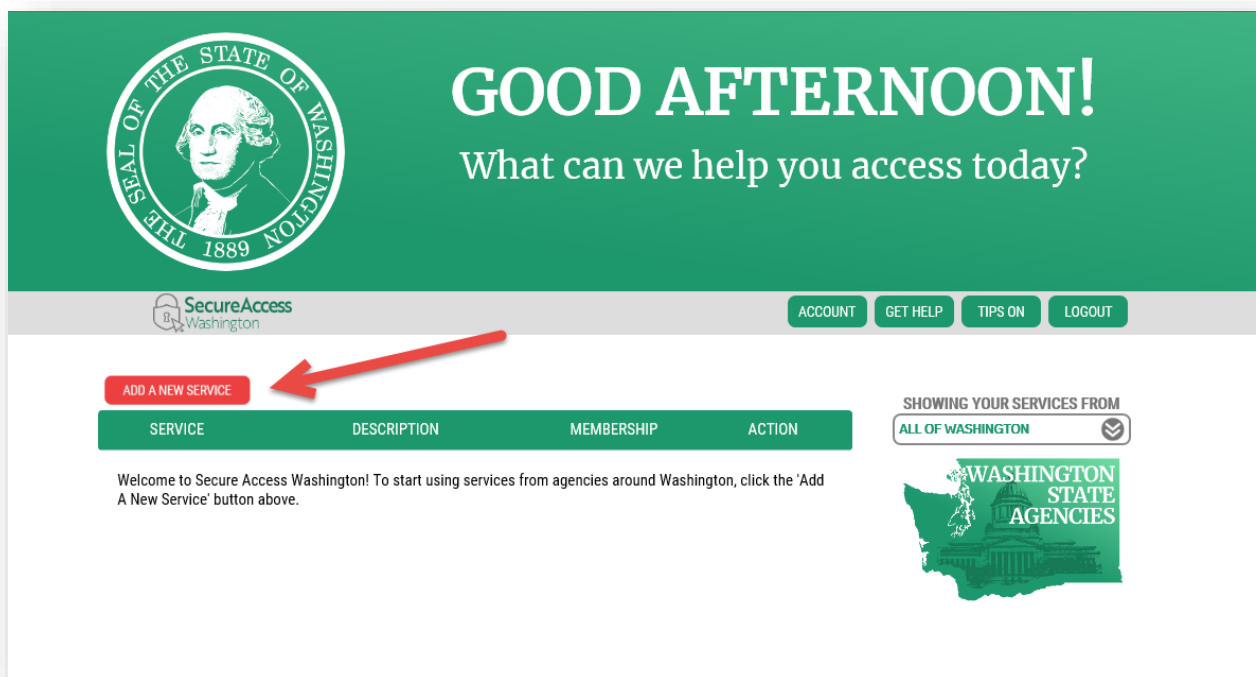 THE SEAL OF THE STATE OF WASHINGTON
1889
GOOD AFTERNOON!
What can we help you access today?
SecureAccess
Washington
ACCOUNT
GET HELP
TIPS ON
LOGOUT
ADD A NEW SERVICE
SERVICE
DESCRIPTION
MEMBERSHIP
ACTION
Welcome to Secure Access Washington! To start using services from agencies around Washington, click the 'Add
A New Service' button above.
SHOWING YOUR SERVICES FROM
ALL OF WASHINGTON
WASHINGTON
STATE
AGENCIES